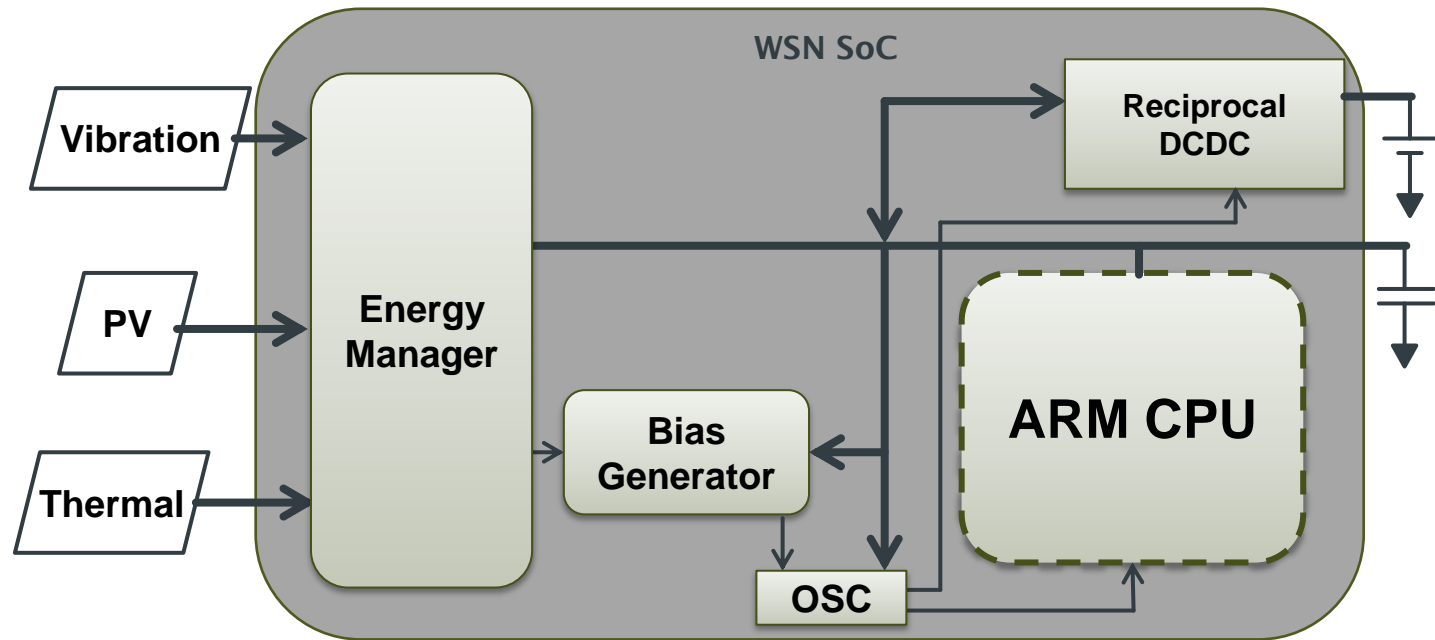 WSN SoC
Vibration
PV
Thermal
Energy
Manager
Bias
Generator
OSC
Reciprocal
DCDC
ARM CPU